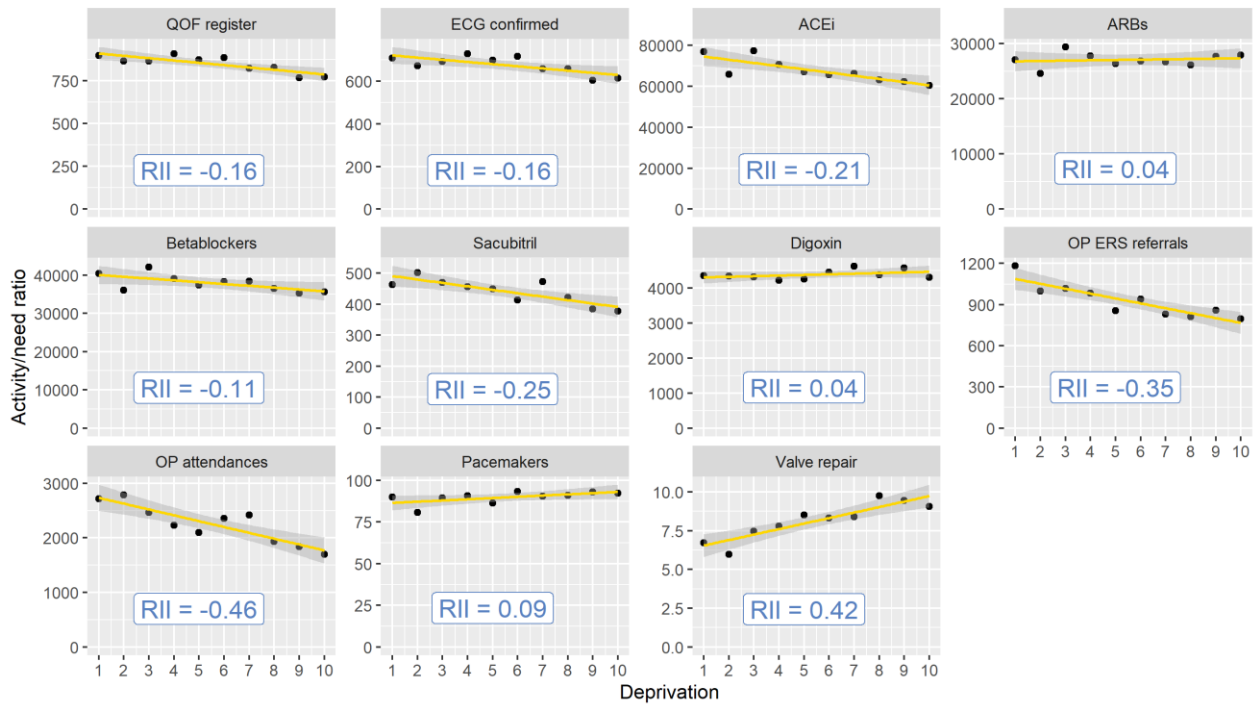 QOF register
ECG confirmed
ACEi
ARBs
750
500
250
0
RII = -0.16
600
400
200
0
RII = -0.16
80000
60000
40000
20000
0
RII = -0.21
30000
20000
10000
0
RII = 0.04
Betablockers
Sacubitril
Digoxin
OP ERS referrals
40000
30000
20000
10000
0
RII = -0.11
500
400
300
200
100
0
RII = -0.25
4000
3000
2000
1000
0
RII = 0.04
1200
900
600
300
0
RII = -0.35
1 2 3 4 5 6 7 8 9 10
OP attendances
Pacemakers
Valve repair
3000
2000
1000
0
RII = -0.46
100
75
50
25
0
RII = 0.09
10.0
7.5
5.0
2.5
0.0
RII = 0.42
1 2 3 4 5 6 7 8 9 10
1 2 3 4 5 6 7 8 9 10
1 2 3 4 5 6 7 8 9 10
Activity/need ratio
Deprivation